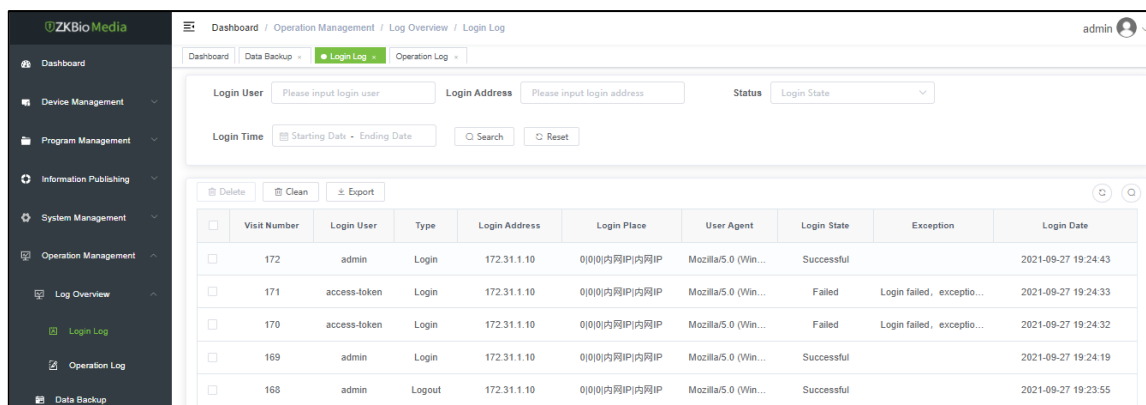 ZKBio Media
Dashboard / Operation Management / Log Overview / Login Log
admin
Dashboard
Data Backup ×
Login Log ×
Operation Log ×
Dashboard
Device Management
Program Management
Information Publishing
System Management
Operation Management
Log Overview
Login Log
Operation Log
Data Backup
Login User Please input login user Login Address Please input login address Status Login State
Login Time Starting Date - Ending Date Search Reset
Delete Clean Export
Visit Number Login User Type Login Address Login Place User Agent Login State Exception Login Date
172 admin Login 172.31.1.10 0|0|0|内网IP|内网IP Mozilla/5.0 (Win... Successful 2021-09-27 19:24:43
171 access-token Login 172.31.1.10 0|0|0|内网IP|内网IP Mozilla/5.0 (Win... Failed Login failed, exceptio... 2021-09-27 19:24:33
170 access-token Login 172.31.1.10 0|0|0|内网IP|内网IP Mozilla/5.0 (Win... Failed Login failed, exceptio... 2021-09-27 19:24:32
169 admin Login 172.31.1.10 0|0|0|内网IP|内网IP Mozilla/5.0 (Win... Successful 2021-09-27 19:24:19
168 admin Logout 172.31.1.10 0|0|0|内网IP|内网IP Mozilla/5.0 (Win... Successful 2021-09-27 19:23:55